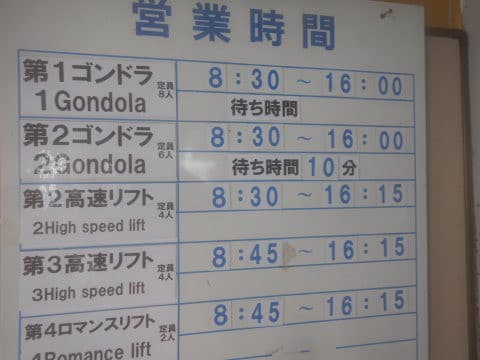 営業時間
第1ゴンドラ 定員8人 8:30 ～ 16:00
1Gondola 待ち時間
第2ゴンドラ 定員6人 8:30 ～ 16:00
2Gondola 待ち時間 10 分
第2高速リフト 定員4人 8:30 ～ 16:15
2High speed lift
第3高速リフト 定員4人 8:45 ～ 16:15
3High speed lift
第4ロマンスリフト 定員2人 8:45 ～ 16:15
4Romance lift